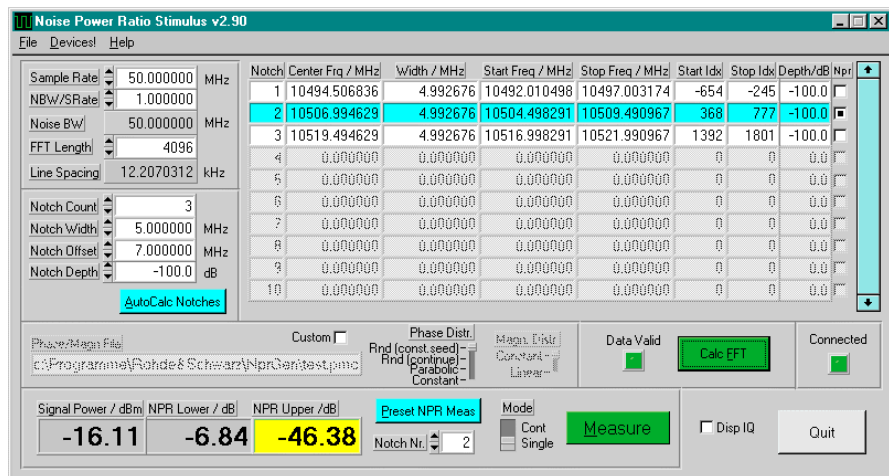 Noise Power Ratio Stimulus v2.90
File Devices! Help
Sample Rate 50.000000 MHz
NBW/SRate 1.000000
Noise BW 50.000000 MHz
FFT Length 4096
Line Spacing 12.2070312 kHz
Notch Count 3
Notch Width 5.000000 MHz
Notch Offset 7.000000 MHz
Notch Depth -100.0 dB
AutoCalc Notches
Notch Center Frq / MHz Width / MHz Start Freq / MHz Stop Freq / MHz Start Idx Stop Idx Depth/dB Npr
1 10494.506836 4.992676 10492.010498 10497.003174 -654 -245 -100.0
2 10506.994629 4.992676 10504.498291 10509.490967 368 777 -100.0
3 10519.494629 4.992676 10516.998291 10521.990967 1392 1801 -100.0
4 0.000000 0.000000 0.000000 0.000000 0 0 0.0
5 0.000000 0.000000 0.000000 0.000000 0 0 0.0
6 0.000000 0.000000 0.000000 0.000000 0 0 0.0
7 0.000000 0.000000 0.000000 0.000000 0 0 0.0
8 0.000000 0.000000 0.000000 0.000000 0 0 0.0
9 0.000000 0.000000 0.000000 0.000000 0 0 0.0
10 0.000000 0.000000 0.000000 0.000000 0 0 0.0
Phase/Magn File
Custom
c:\Programme\Rohde&Schwarz\NprGen\test.pmc
Phase Distr.
Rnd (const.seed)
Rnd (continue)
Parabolic
Constant
Magn. Distr
Constant
Linear
Data Valid
Calc FFT
Connected
Signal Power / dBm NPR Lower / dB NPR Upper /dB
-16.11 -6.84 -46.38
Preset NPR Meas
Notch Nr. 2
Mode
Cont
Single
Measure
Disp IQ
Quit